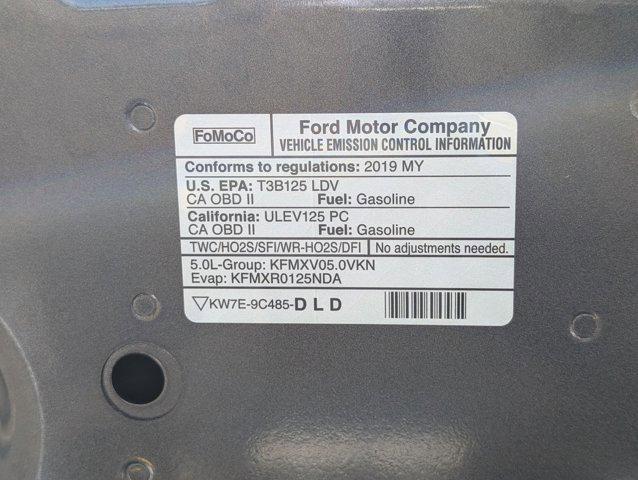 FoMoCo
Ford Motor Company
VEHICLE EMISSION CONTROL INFORMATION
Conforms to regulations: 2019 MY
U.S. EPA: T3B125 LDV
CA OBD II Fuel: Gasoline
California: ULEV125 PC
CA OBD II Fuel: Gasoline
TWC/HO2S/SFI/WR-HO2S/DFI No adjustments needed.
5.0L-Group: KFMXV05.0VKN
Evap: KFMXR0125NDA
▽KW7E-9C485-DLD